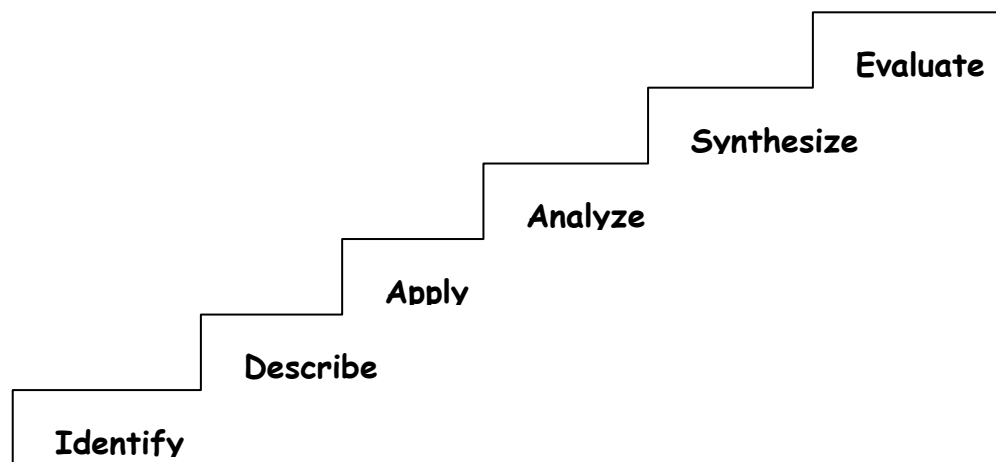 Evaluate
Synthesize
Analyze
Apply
Describe
Identify